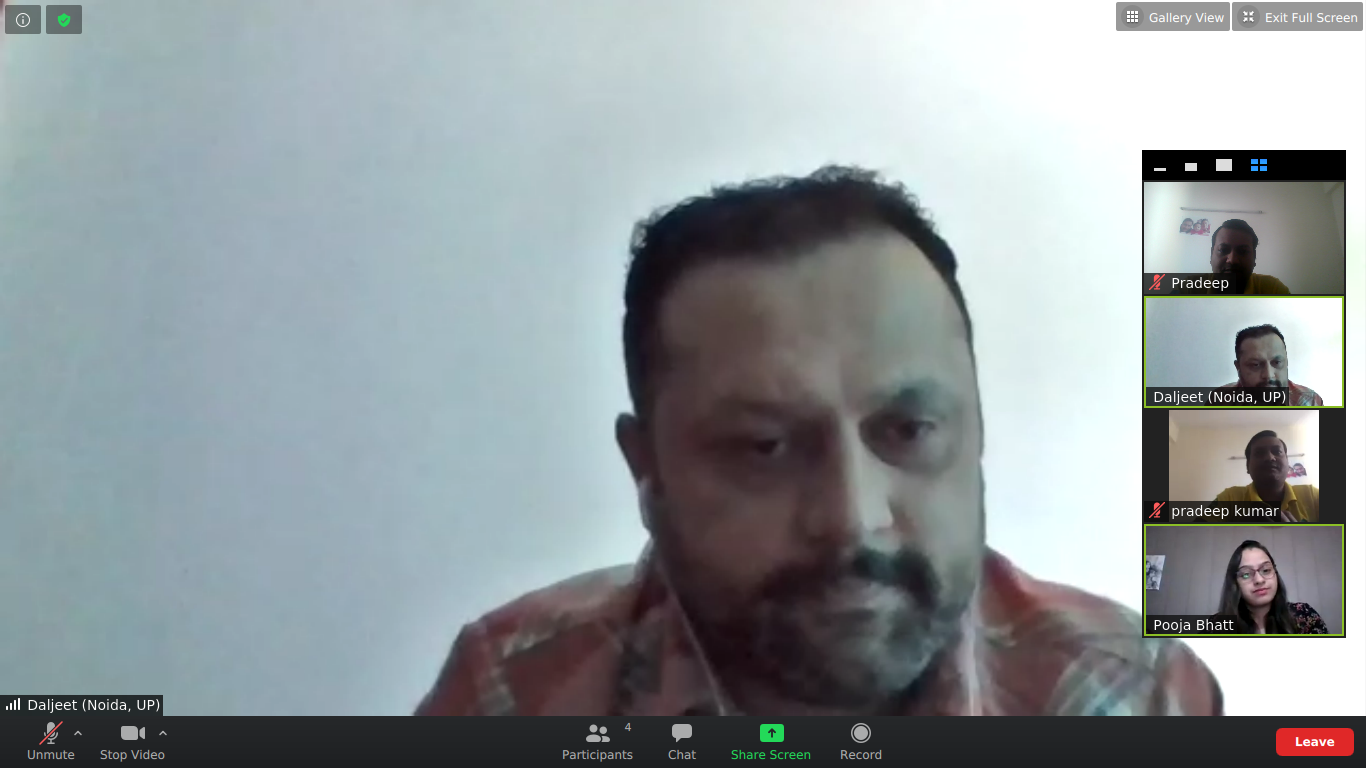 Gallery View
Exit Full Screen
Pradeep
Daljeet (Noida, UP)
pradeep kumar
Pooja Bhatt
Daljeet (Noida, UP)
Unmute
Stop Video
Participants
4
Chat
Share Screen
Record
Leave